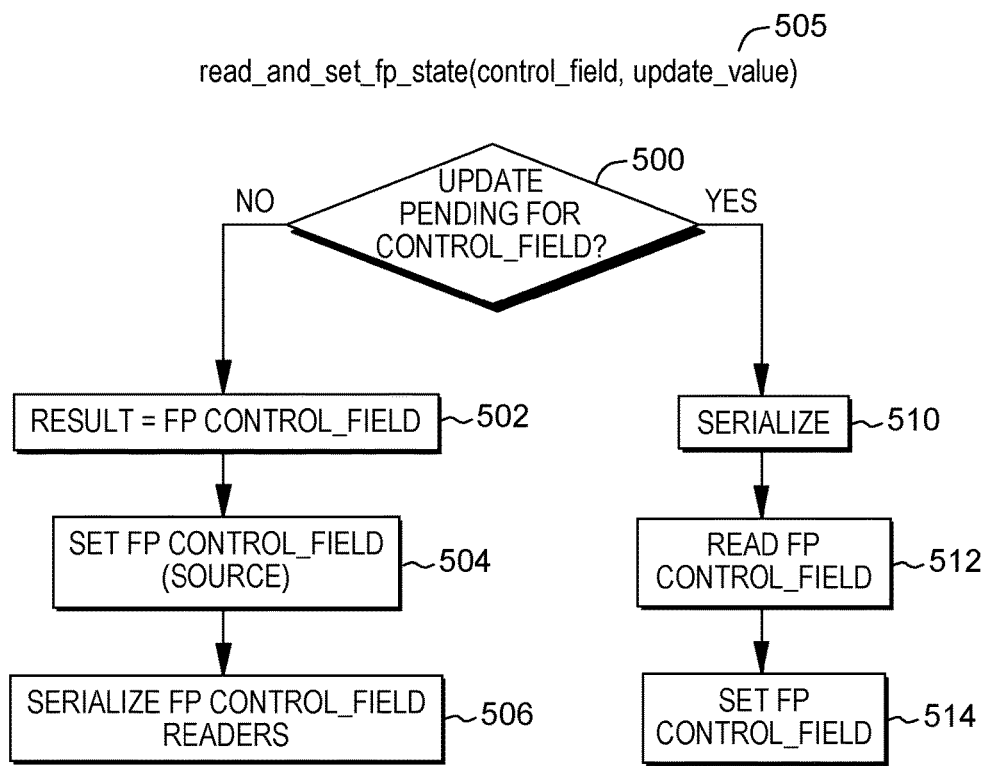 505
read_and_set_fp_state(control_field, update_value)
500
NO
UPDATE
PENDING FOR
CONTROL_FIELD?
YES
RESULT = FP CONTROL_FIELD
502
SET FP CONTROL_FIELD
(SOURCE)
504
SERIALIZE FP CONTROL_FIELD
READERS
506
SERIALIZE
510
READ FP
CONTROL_FIELD
512
SET FP
CONTROL_FIELD
514